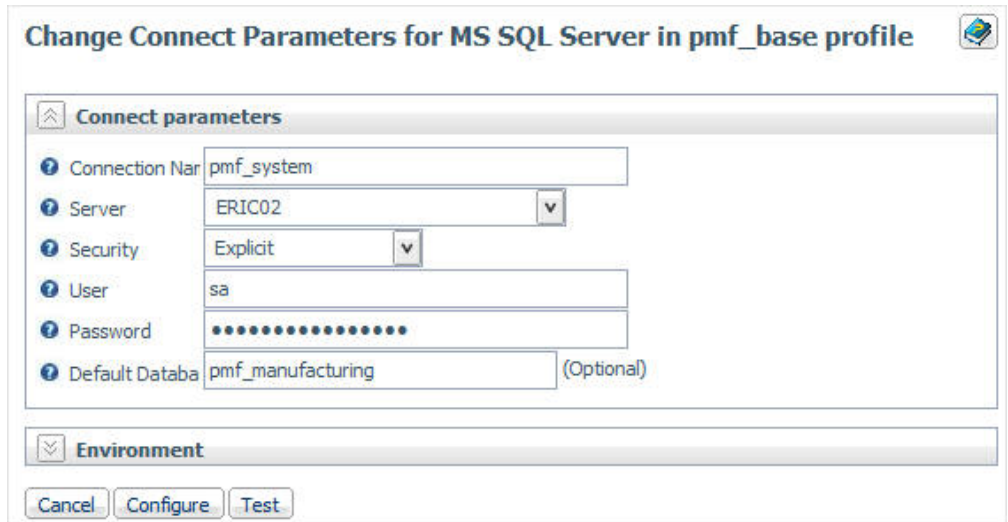 Change Connect Parameters for MS SQL Server in pmf_base profile
Connect parameters
Connection Nar pmf_system
Server ERIC02
Security Explicit
User sa
Password ••••••••••••••••
Default Databa pmf_manufacturing (Optional)
Environment
Cancel Configure Test